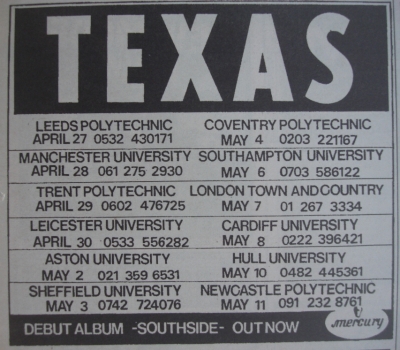 TEXAS
LEEDS POLYTECHNIC
APRIL 27 0532 430171
MANCHESTER UNIVERSITY
APRIL 28 061 275 2930
TRENT POLYTECHNIC
APRIL 29 0602 476725
LEICESTER UNIVERSITY
APRIL 30 0533 556282
ASTON UNIVERSITY
MAY 2 021 359 6531
SHEFFIELD UNIVERSITY
MAY 3 0742 724076
COVENTRY POLYTECHNIC
MAY 4 0203 221167
SOUTHAMPTON UNIVERSITY
MAY 6 0703 586122
LONDON TOWN AND COUNTRY
MAY 7 01 267 3334
CARDIFF UNIVERSITY
MAY 8 0222 396421
HULL UNIVERSITY
MAY 10 0482 445361
NEWCASTLE POLYTECHNIC
MAY 11 091 232 8761
DEBUT ALBUM -SOUTHSIDE- OUT NOW
mercury